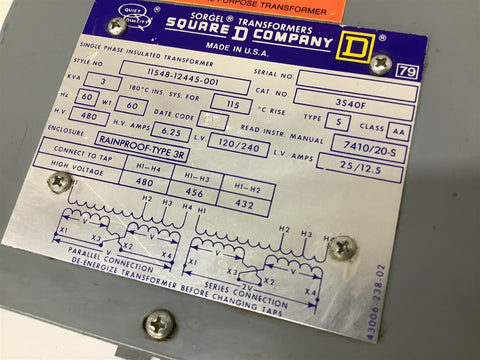 E PURPOSE TRANSFORMER
QUIET QUALITY
SORGEL® TRANSFORMERS
SQUARE D COMPANY D
MADE IN U.S.A.
79
SINGLE PHASE INSULATED TRANSFORMER
STYLE NO. 11548-12445-001 SERIAL NO.
KVA 3 180°C INS. SYS. FOR 115 °C RISE CAT NO. 3S40F
HZ 60 WT. 60 DATE CODE TYPE S CLASS AA
H.V. 480 H.V. AMPS 6.25 READ INSTR. MANUAL 7410/20-S
L.V. 120/240 L.V. AMPS 25/12.5
ENCLOSURE RAINPROOF-TYPE 3R
CONNECT TO TAP H1-H4 H1-H3 H1-H2
HIGH VOLTAGE 480 456 432
H1 H2 H3 H4 H1 H2 H3 H4
V V V V
X1 X3 X2 X4 X1 X3 X2 X4
V 2V
PARALLEL CONNECTION SERIES CONNECTION
DE-ENERGIZE TRANSFORMER BEFORE CHANGING TAPS
43006-238-02